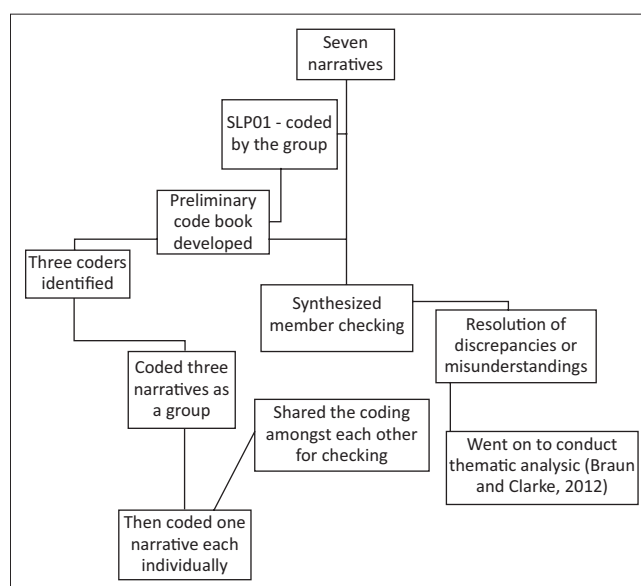 Seven
narratives
SLP01 - coded
by the group
Preliminary
code book
developed
Three coders
identified
Synthesized
member checking
Resolution of
discrepancies or
misunderstandings
Coded three
narratives as
a group
Shared the coding
amongst each other
for checking
Went on to conduct
thematic analysis (Braun
and Clarke, 2012)
Then coded one
narrative each
individually